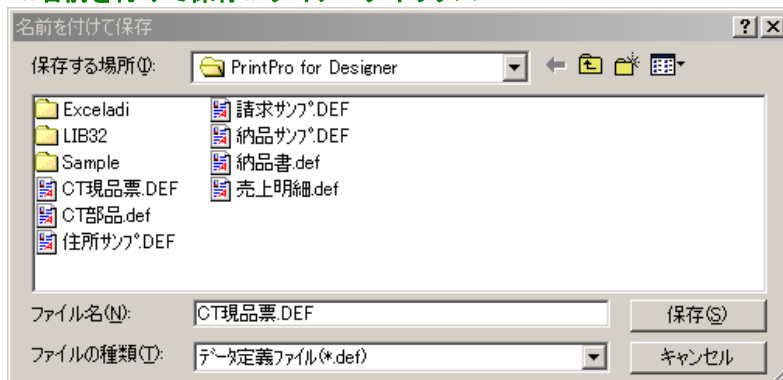 名前を付けて保存
保存する場所(I):
PrintPro for Designer
Exceladi
LIB32
Sample
CT現品票.DEF
CT部品.def
住所サンプ.DEF
請求サンプ.DEF
納品サンプ.DEF
納品書.def
売上明細.def
ファイル名(N):
CT現品票.DEF
保存(S)
ファイルの種類(T):
データ定義ファイル(*.def)
キャンセル